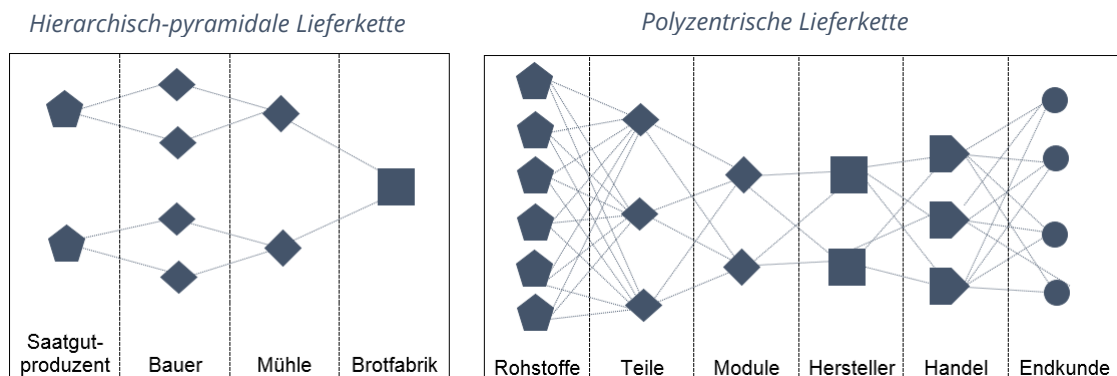 Hierarchisch-pyramidale Lieferkette
Saatgut-
produzent
Bauer
Mühle
Brotfabrik
Polyzentrische Lieferkette
Rohstoffe
Teile
Module
Hersteller
Handel
Endkunde